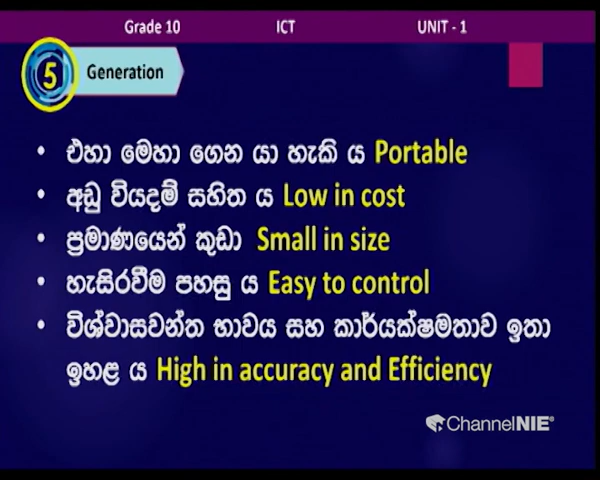 Grade 10 ICT UNIT - 1
5 Generation
• එහා මෙහා ගෙන යා හැකි ය Portable
• අඩු වියදම් සහිත ය Low in cost
• ප්‍රමාණයෙන් කුඩා Small in size
• හැසිරවීම පහසු ය Easy to control
• විශ්වාසවන්ත භාවය සහ කාර්යක්ෂමතාව ඉතා
ඉහළ ය High in accuracy and Efficiency
ChannelNIE®